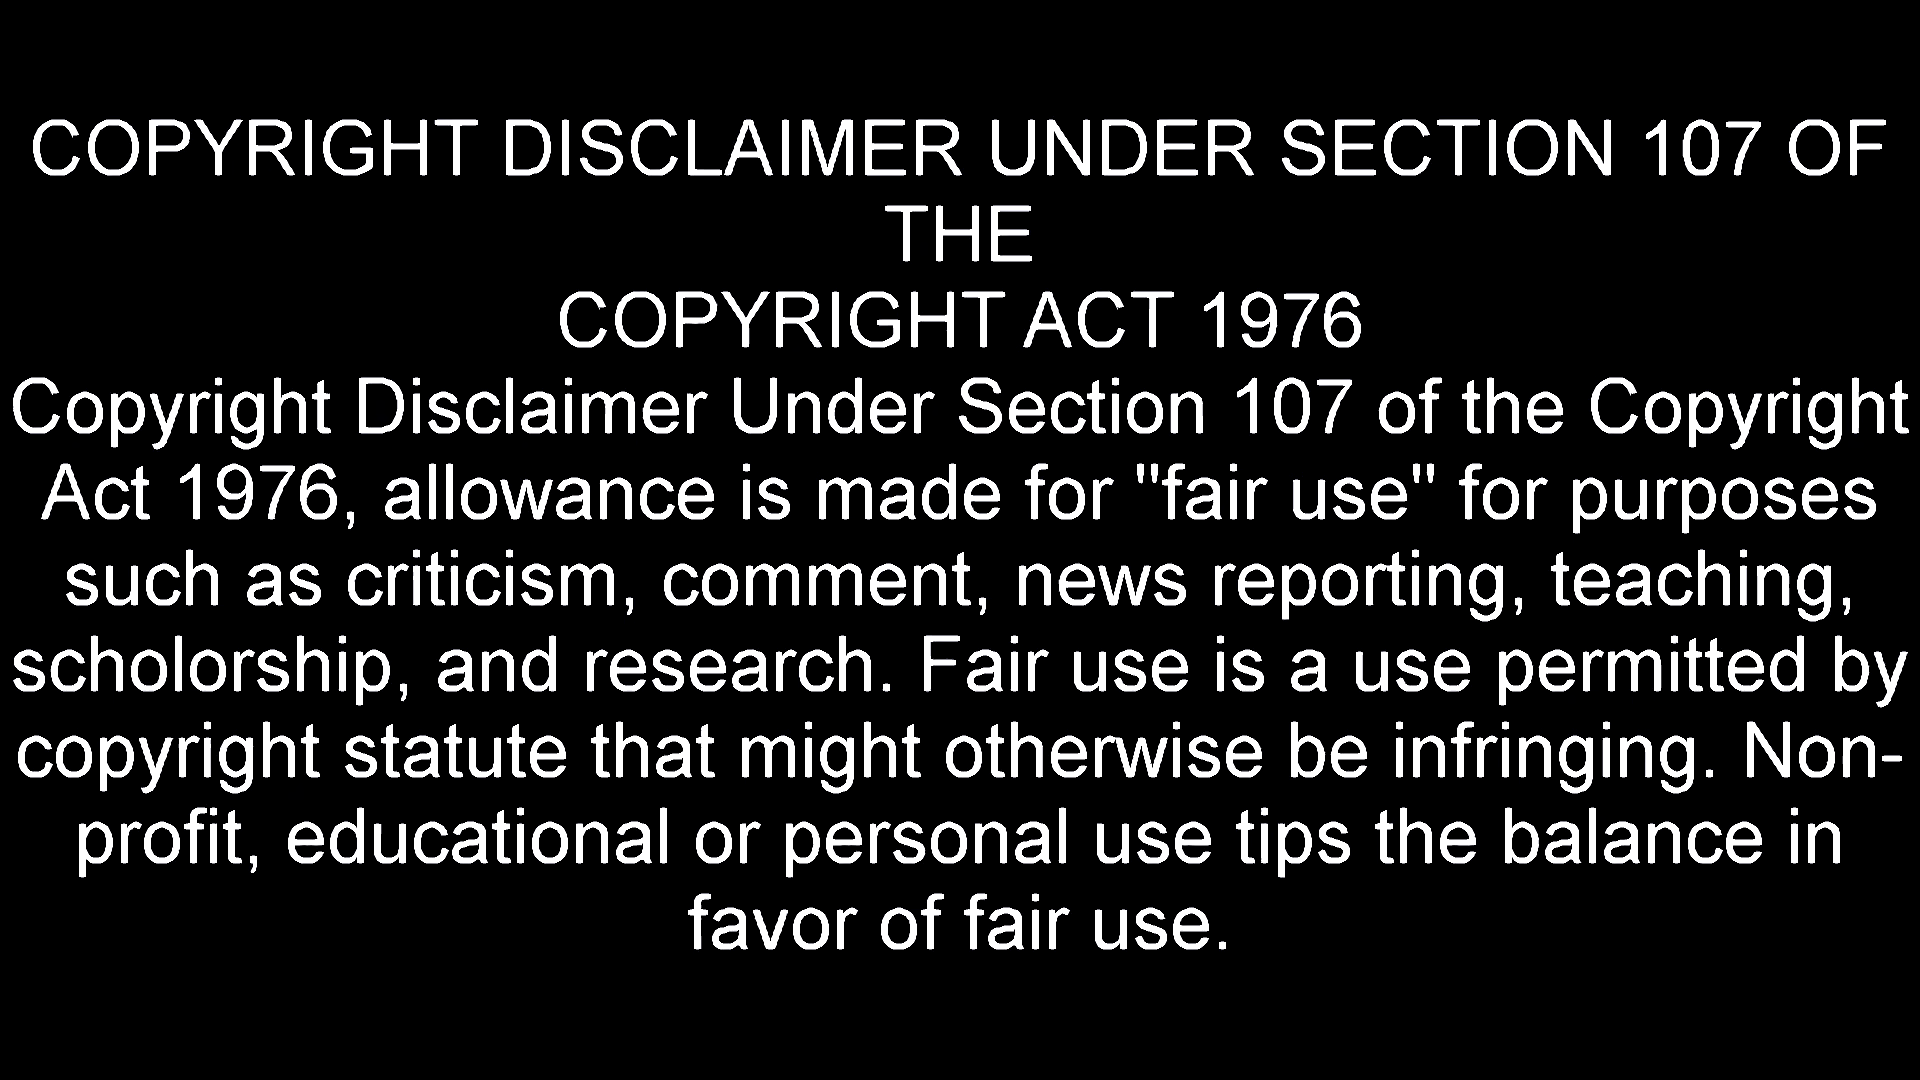 COPYRIGHT DISCLAIMER UNDER SECTION 107 OF
THE
COPYRIGHT ACT 1976
Copyright Disclaimer Under Section 107 of the Copyright
Act 1976, allowance is made for "fair use" for purposes
such as criticism, comment, news reporting, teaching,
scholorship, and research. Fair use is a use permitted by
copyright statute that might otherwise be infringing. Non-
profit, educational or personal use tips the balance in
favor of fair use.